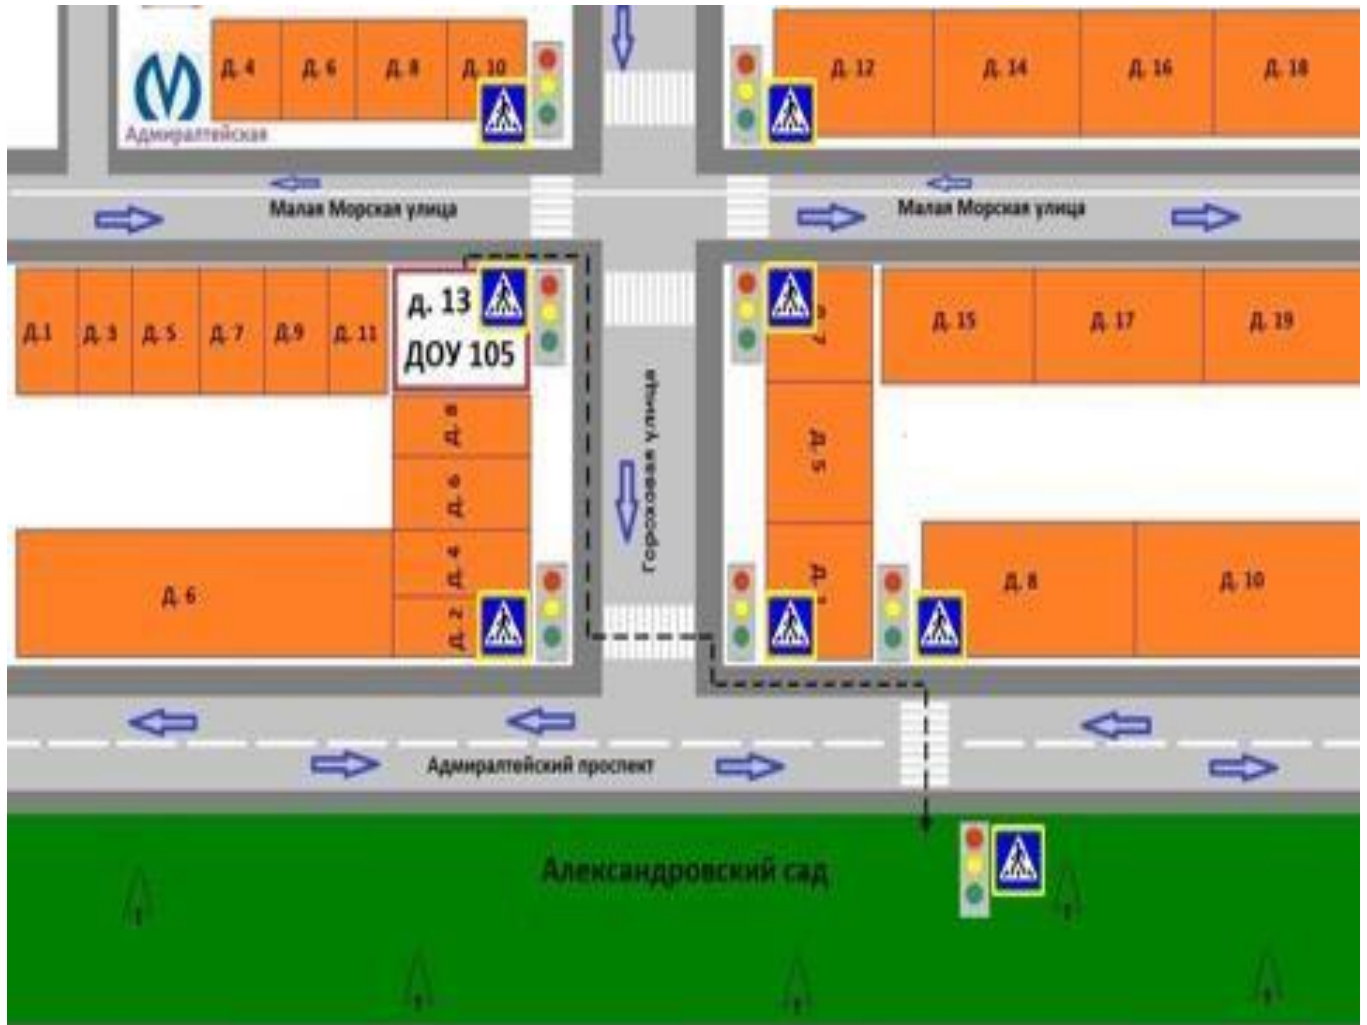 Д. 4 Д. 6 Д. 8 Д. 10
Д. 12 Д. 14 Д. 16 Д. 18
Адмиралтейская
Малая Морская улица
Малая Морская улица
Д.1 Д. 3 Д. 5 Д. 7 Д.9 Д. 11
д. 13
ДОУ 105
7
Д. 15 Д. 17 Д. 19
Д. 8
Д. 6
Д. 4
Д. 2
Гороховая улица
Д. 5
Д.
Д. 6
Д. 8 Д. 10
Адмиралтейский проспект
Александровский сад